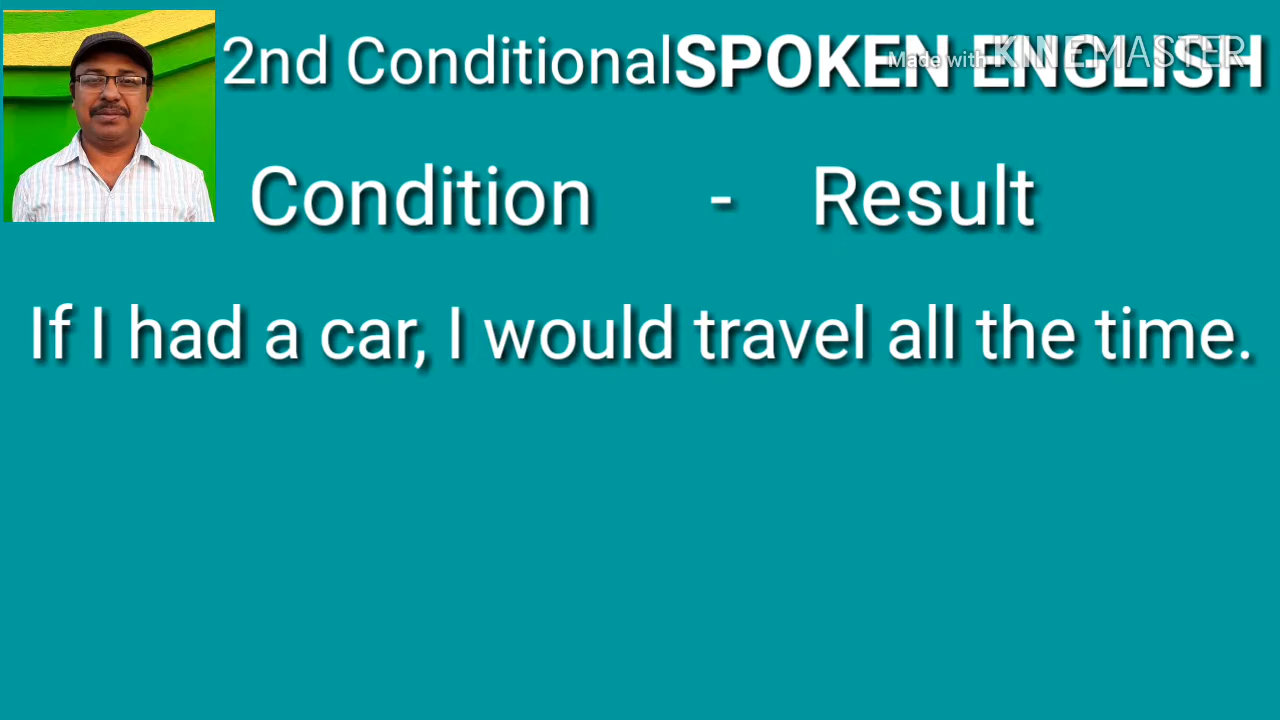 2nd Conditional SPOKEN ENGLISH
Made with KINEMASTER
Condition - Result
If I had a car, I would travel all the time.